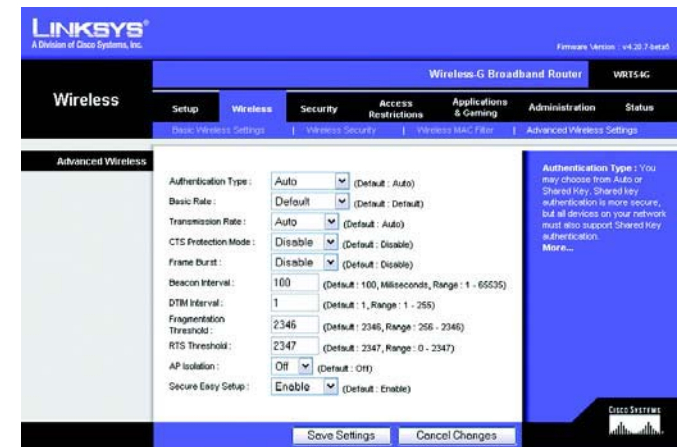 LINKSYS®
A Division of Cisco Systems, Inc.
Firmware Version : v4.20.7-beta5
Wireless-G Broadband Router WRT54G
Wireless
Setup Wireless Security Access Restrictions Applications & Gaming Administration Status
Basic Wireless Settings | Wireless Security | Wireless MAC Filter | Advanced Wireless Settings
Advanced Wireless
Authentication Type : Auto (Default : Auto)
Basic Rate : Default (Default : Default)
Transmission Rate : Auto (Default : Auto)
CTS Protection Mode : Disable (Default : Disable)
Frame Burst : Disable (Default : Disable)
Beacon Interval : 100 (Default : 100, Miliseconds, Range : 1 - 65535)
DTIM Interval : 1 (Default : 1, Range : 1 - 255)
Fragmentation
Threshold : 2346 (Default : 2346, Range : 256 - 2346)
RTS Threshold : 2347 (Default : 2347, Range : 0 - 2347)
AP Isolation : Off (Default : Off)
Secure Easy Setup : Enable (Default : Enable)
Authentication Type : You
may choose from Auto or
Shared Key. Shared key
authentication is more secure,
but all devices on your network
must also support Shared Key
authentication.
More...
Save Settings Cancel Changes
CISCO SYSTEMS